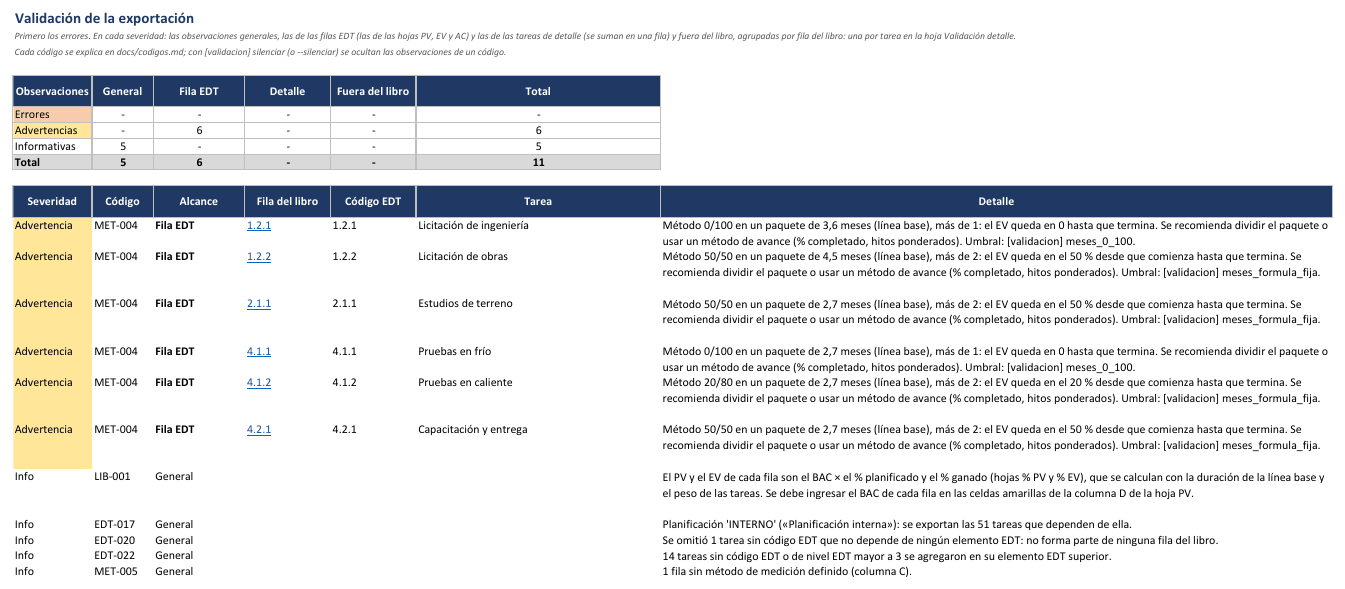 Validación de la exportación
Primero los errores. En cada severidad: las observaciones generales, las de las filas EDT (las de las hojas PV, EV y AC) y las de las tareas de detalle (se suman en una fila) y fuera del libro, agrupadas por fila del libro: una por tarea en la hoja Validación detalle.
Cada código se explica en docs/codigos.md; con [validacion] silenciar (o --silenciar) se ocultan las observaciones de un código.
Observaciones General Fila EDT Detalle Fuera del libro Total
Errores - - - - -
Advertencias - 6 - - 6
Informativas 5 - - - 5
Total 5 6 - - 11
Severidad Código Alcance Fila del libro Código EDT Tarea Detalle
Advertencia MET-004 Fila EDT 1.2.1 1.2.1 Licitación de ingeniería Método 0/100 en un paquete de 3,6 meses (línea base), más de 1: el EV queda en 0 hasta que termina. Se recomienda dividir el paquete o
usar un método de avance (% completado, hitos ponderados). Umbral: [validacion] meses_0_100.
Advertencia MET-004 Fila EDT 1.2.2 1.2.2 Licitación de obras Método 50/50 en un paquete de 4,5 meses (línea base), más de 2: el EV queda en el 50 % desde que comienza hasta que termina. Se
recomienda dividir el paquete o usar un método de avance (% completado, hitos ponderados). Umbral: [validacion] meses_formula_fija.
Advertencia MET-004 Fila EDT 2.1.1 2.1.1 Estudios de terreno Método 50/50 en un paquete de 2,7 meses (línea base), más de 2: el EV queda en el 50 % desde que comienza hasta que termina. Se
recomienda dividir el paquete o usar un método de avance (% completado, hitos ponderados). Umbral: [validacion] meses_formula_fija.
Advertencia MET-004 Fila EDT 4.1.1 4.1.1 Pruebas en frío Método 0/100 en un paquete de 2,7 meses (línea base), más de 1: el EV queda en 0 hasta que termina. Se recomienda dividir el paquete o
usar un método de avance (% completado, hitos ponderados). Umbral: [validacion] meses_0_100.
Advertencia MET-004 Fila EDT 4.1.2 4.1.2 Pruebas en caliente Método 20/80 en un paquete de 2,7 meses (línea base), más de 2: el EV queda en el 20 % desde que comienza hasta que termina. Se
recomienda dividir el paquete o usar un método de avance (% completado, hitos ponderados). Umbral: [validacion] meses_formula_fija.
Advertencia MET-004 Fila EDT 4.2.1 4.2.1 Capacitación y entrega Método 50/50 en un paquete de 2,7 meses (línea base), más de 2: el EV queda en el 50 % desde que comienza hasta que termina. Se
recomienda dividir el paquete o usar un método de avance (% completado, hitos ponderados). Umbral: [validacion] meses_formula_fija.
Info LIB-001 General El PV y el EV de cada fila son el BAC × el % planificado y el % ganado (hojas % PV y % EV), que se calculan con la duración de la línea base y
el peso de las tareas. Se debe ingresar el BAC de cada fila en las celdas amarillas de la columna D de la hoja PV.
Info EDT-017 General Planificación 'INTERNO' («Planificación interna»): se exportan las 51 tareas que dependen de ella.
Info EDT-020 General Se omitió 1 tarea sin código EDT que no depende de ningún elemento EDT: no forma parte de ninguna fila del libro.
Info EDT-022 General 14 tareas sin código EDT o de nivel EDT mayor a 3 se agregaron en su elemento EDT superior.
Info MET-005 General 1 fila sin método de medición definido (columna C).